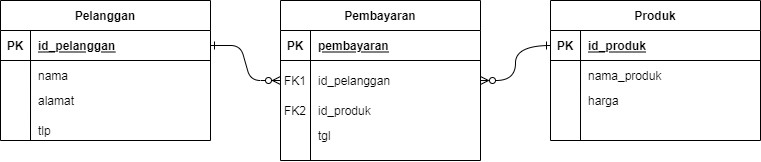 Pelanggan
PK id_pelanggan
nama
alamat
tlp
Pembayaran
PK pembayaran
FK1 id_pelanggan
FK2 id_produk
tgl
Produk
PK id_produk
nama_produk
harga